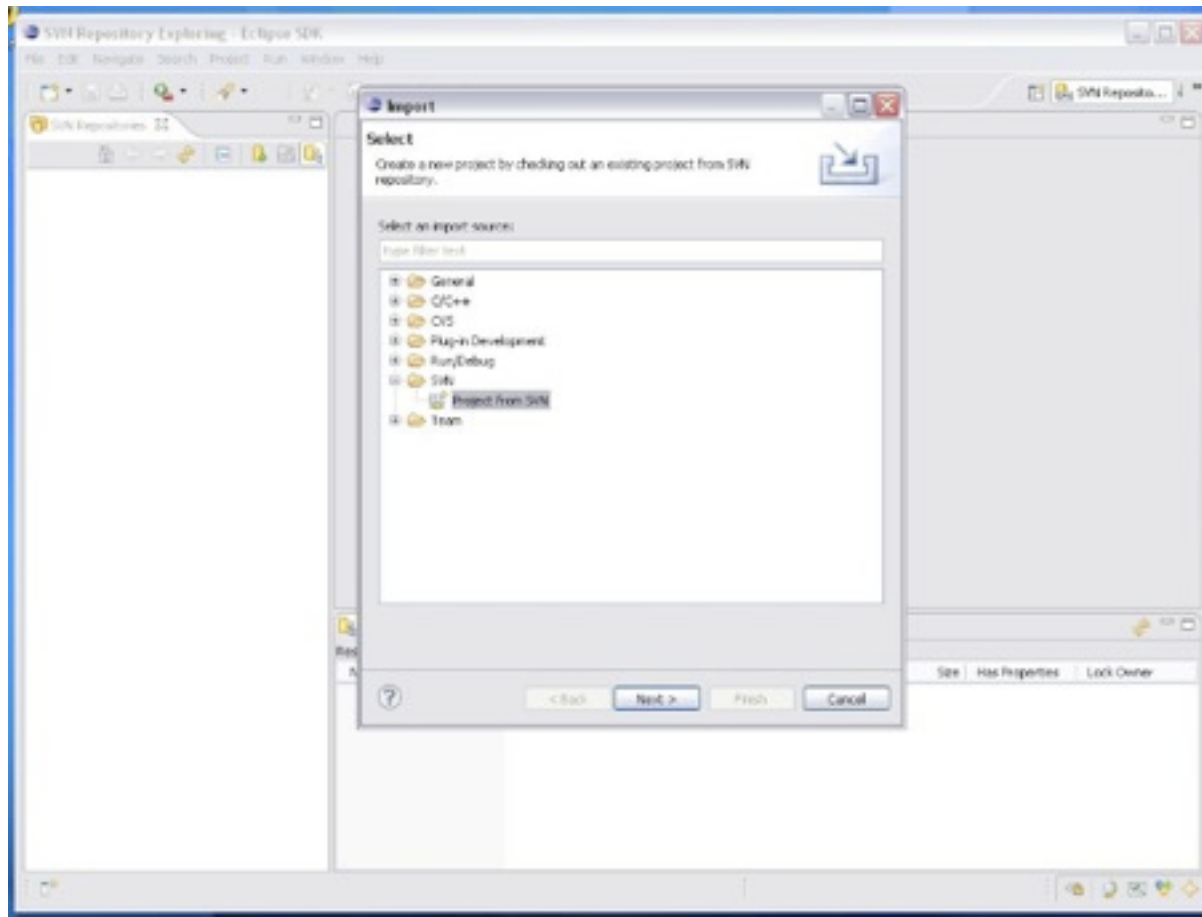 SVN Repository Exploring - Eclipse SDK
File Edit Navigate Search Project Run Window Help
SVN Reposito...
SVN Repositories
Import
Select
Create a new project by checking out an existing project from SVN
repository.
Select an import source:
type filter text
General
C/C++
CVS
Plug-in Development
Run/Debug
SVN
Project from SVN
Team
Res
N
Size
Has Properties
Lock Owner
?
< Back
Next >
Finish
Cancel